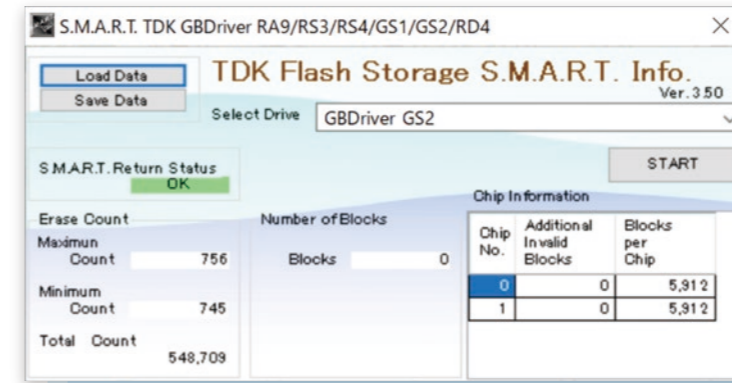 S.M.A.R.T. TDK GBDriver RA9/RS3/RS4/GS1/GS2/RD4
Load Data
Save Data
TDK Flash Storage S.M.A.R.T. Info.
Ver. 3.50
Select Drive GBDriver GS2
S.M.A.R.T. Return Status
OK
START
Erase Count
Maximun
Count 756
Minimum
Count 745
Total Count
548,709
Number of Blocks
Blocks 0
Chip Information
Chip No. Additional Invalid Blocks Blocks per Chip
0 0 5,912
1 0 5,912